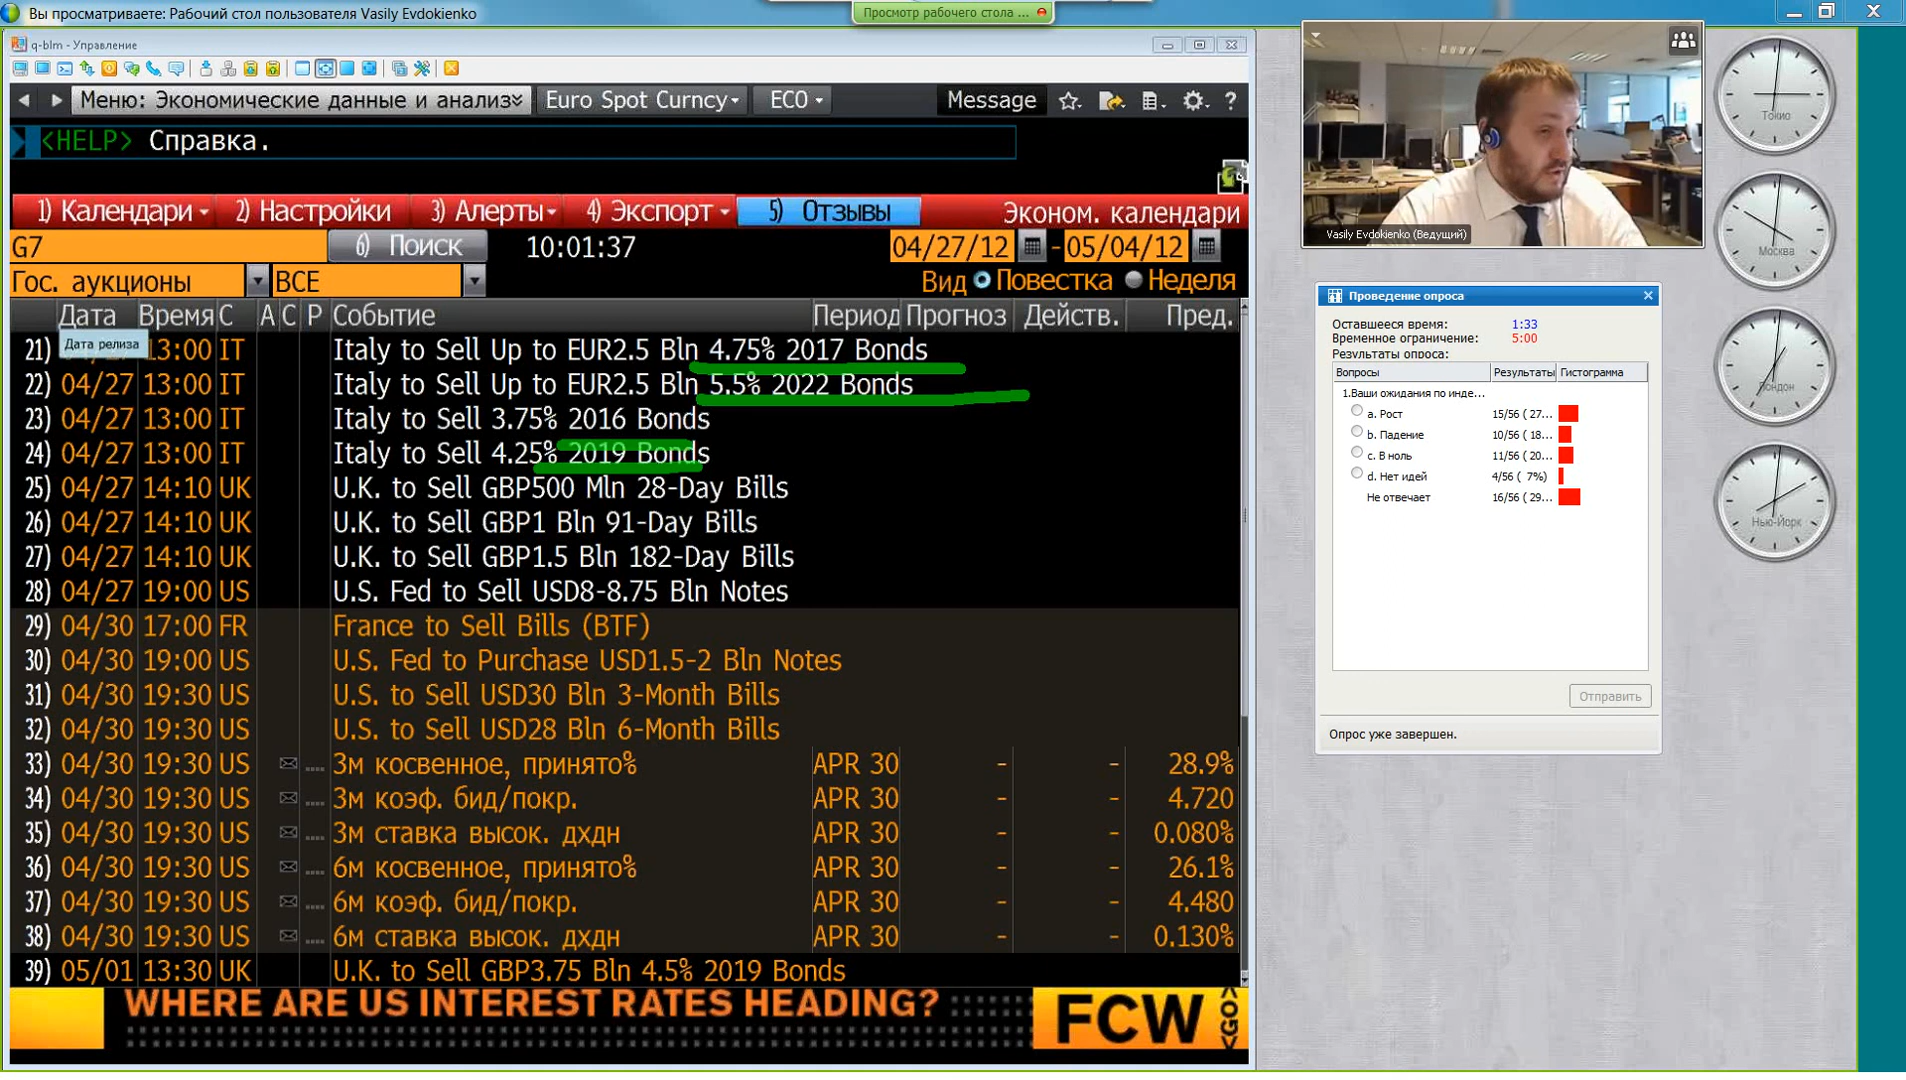 Вы просматриваете: Рабочий стол пользователя Vasily Evdokienko
Просмотр рабочего стола ...
q-blm - Управление
Меню: Экономические данные и анализ
Euro Spot Curncy
ECO
Message
?
<HELP> Справка.
1) Календари
2) Настройки
3) Алерты
4) Экспорт
5) Отзывы
Эконом. календари
G7
6) Поиск
10:01:37
04/27/12 - 05/04/12
Гос. аукционы
ВСЕ
Вид Повестка Неделя
Дата Время С А С Р Событие Период Прогноз Действ. Пред.
Дата релиза
21) 13:00 IT Italy to Sell Up to EUR2.5 Bln 4.75% 2017 Bonds
22) 04/27 13:00 IT Italy to Sell Up to EUR2.5 Bln 5.5% 2022 Bonds
23) 04/27 13:00 IT Italy to Sell 3.75% 2016 Bonds
24) 04/27 13:00 IT Italy to Sell 4.25% 2019 Bonds
25) 04/27 14:10 UK U.K. to Sell GBP500 Mln 28-Day Bills
26) 04/27 14:10 UK U.K. to Sell GBP1 Bln 91-Day Bills
27) 04/27 14:10 UK U.K. to Sell GBP1.5 Bln 182-Day Bills
28) 04/27 19:00 US U.S. Fed to Sell USD8-8.75 Bln Notes
29) 04/30 17:00 FR France to Sell Bills (BTF)
30) 04/30 19:00 US U.S. Fed to Purchase USD1.5-2 Bln Notes
31) 04/30 19:30 US U.S. to Sell USD30 Bln 3-Month Bills
32) 04/30 19:30 US U.S. to Sell USD28 Bln 6-Month Bills
33) 04/30 19:30 US 3м косвенное, принято% APR 30 - - 28.9%
34) 04/30 19:30 US 3м коэф. бид/покр. APR 30 - - 4.720
35) 04/30 19:30 US 3м ставка высок. дхдн APR 30 - - 0.080%
36) 04/30 19:30 US 6м косвенное, принято% APR 30 - - 26.1%
37) 04/30 19:30 US 6м коэф. бид/покр. APR 30 - - 4.480
38) 04/30 19:30 US 6м ставка высок. дхдн APR 30 - - 0.130%
39) 05/01 13:30 UK U.K. to Sell GBP3.75 Bln 4.5% 2019 Bonds
WHERE ARE US INTEREST RATES HEADING?
FCW <GO>
Vasily Evdokienko (Ведущий)
Токио
Москва
Лондон
Нью-Йорк
Проведение опроса
Оставшееся время: 1:33
Временное ограничение: 5:00
Результаты опроса:
Вопросы Результаты Гистограмма
1.Ваши ожидания по инде...
a. Рост 15/56 ( 27...
b. Падение 10/56 ( 18...
c. В ноль 11/56 ( 20...
d. Нет идей 4/56 ( 7%)
Не отвечает 16/56 ( 29...
Отправить
Опрос уже завершен.